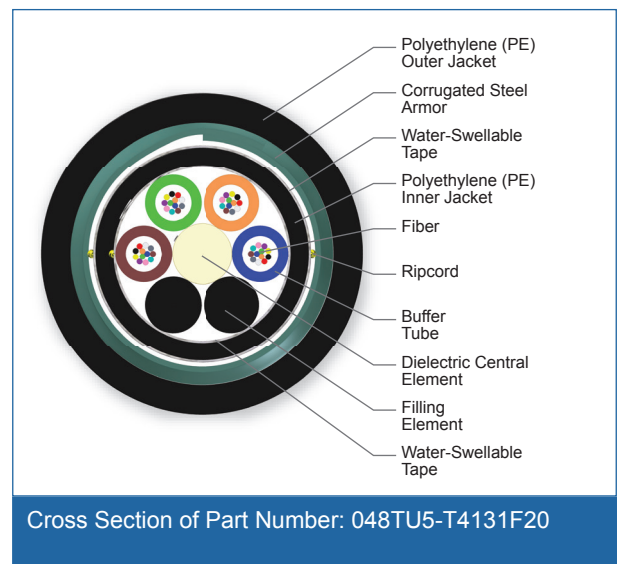 Polyethylene (PE)
Outer Jacket
Corrugated Steel
Armor
Water-Swellable
Tape
Polyethylene (PE)
Inner Jacket
Fiber
Ripcord
Buffer
Tube
Dielectric Central
Element
Filling
Element
Water-Swellable
Tape
Cross Section of Part Number: 048TU5-T4131F20